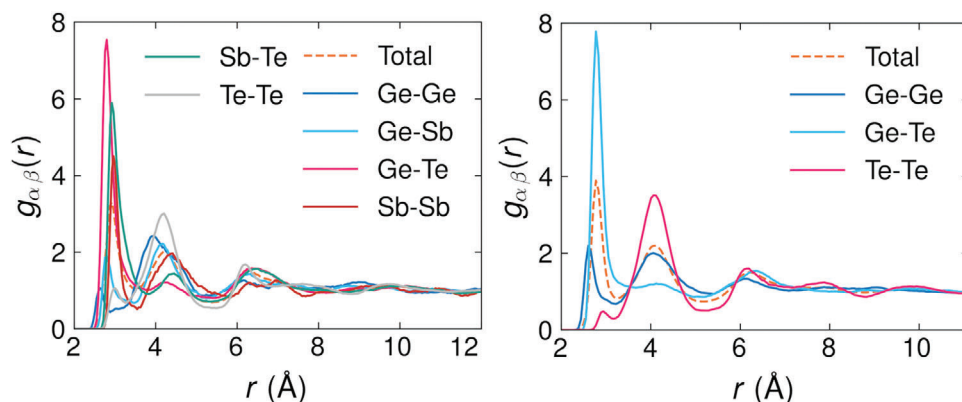 8
6
4
2
0
g αβ(r)
Sb-Te
Te-Te
Total
Ge-Ge
Ge-Sb
Ge-Te
Sb-Sb
2 4 6 8 10 12
r (Å)
8
6
4
2
0
Total
Ge-Ge
Ge-Te
Te-Te
2 4 6 8 10
r (Å)